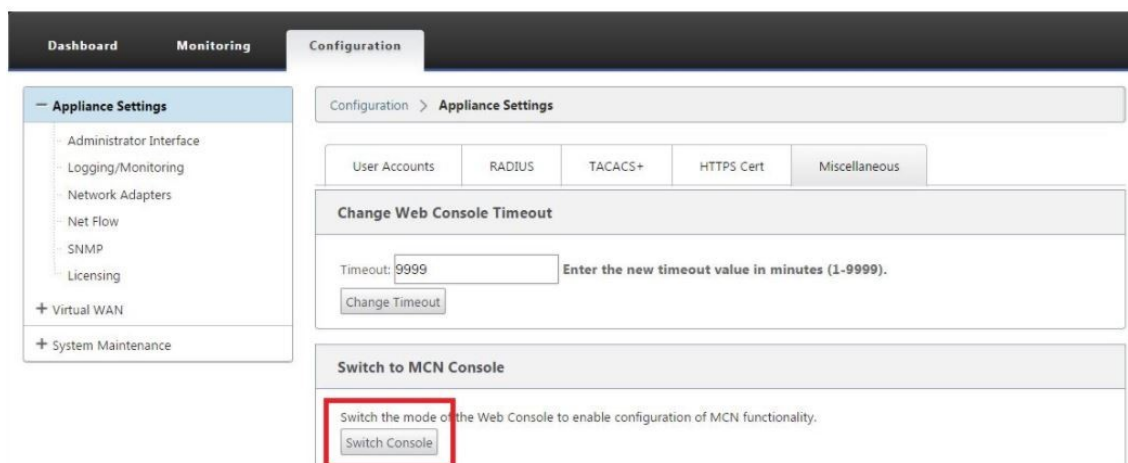 Dashboard Monitoring Configuration
Appliance Settings
Administrator Interface
Logging/Monitoring
Network Adapters
Net Flow
SNMP
Licensing
Virtual WAN
System Maintenance
Configuration > Appliance Settings
User Accounts RADIUS TACACS+ HTTPS Cert Miscellaneous
Change Web Console Timeout
Timeout: 9999 Enter the new timeout value in minutes (1-9999).
Change Timeout
Switch to MCN Console
Switch the mode of the Web Console to enable configuration of MCN functionality.
Switch Console